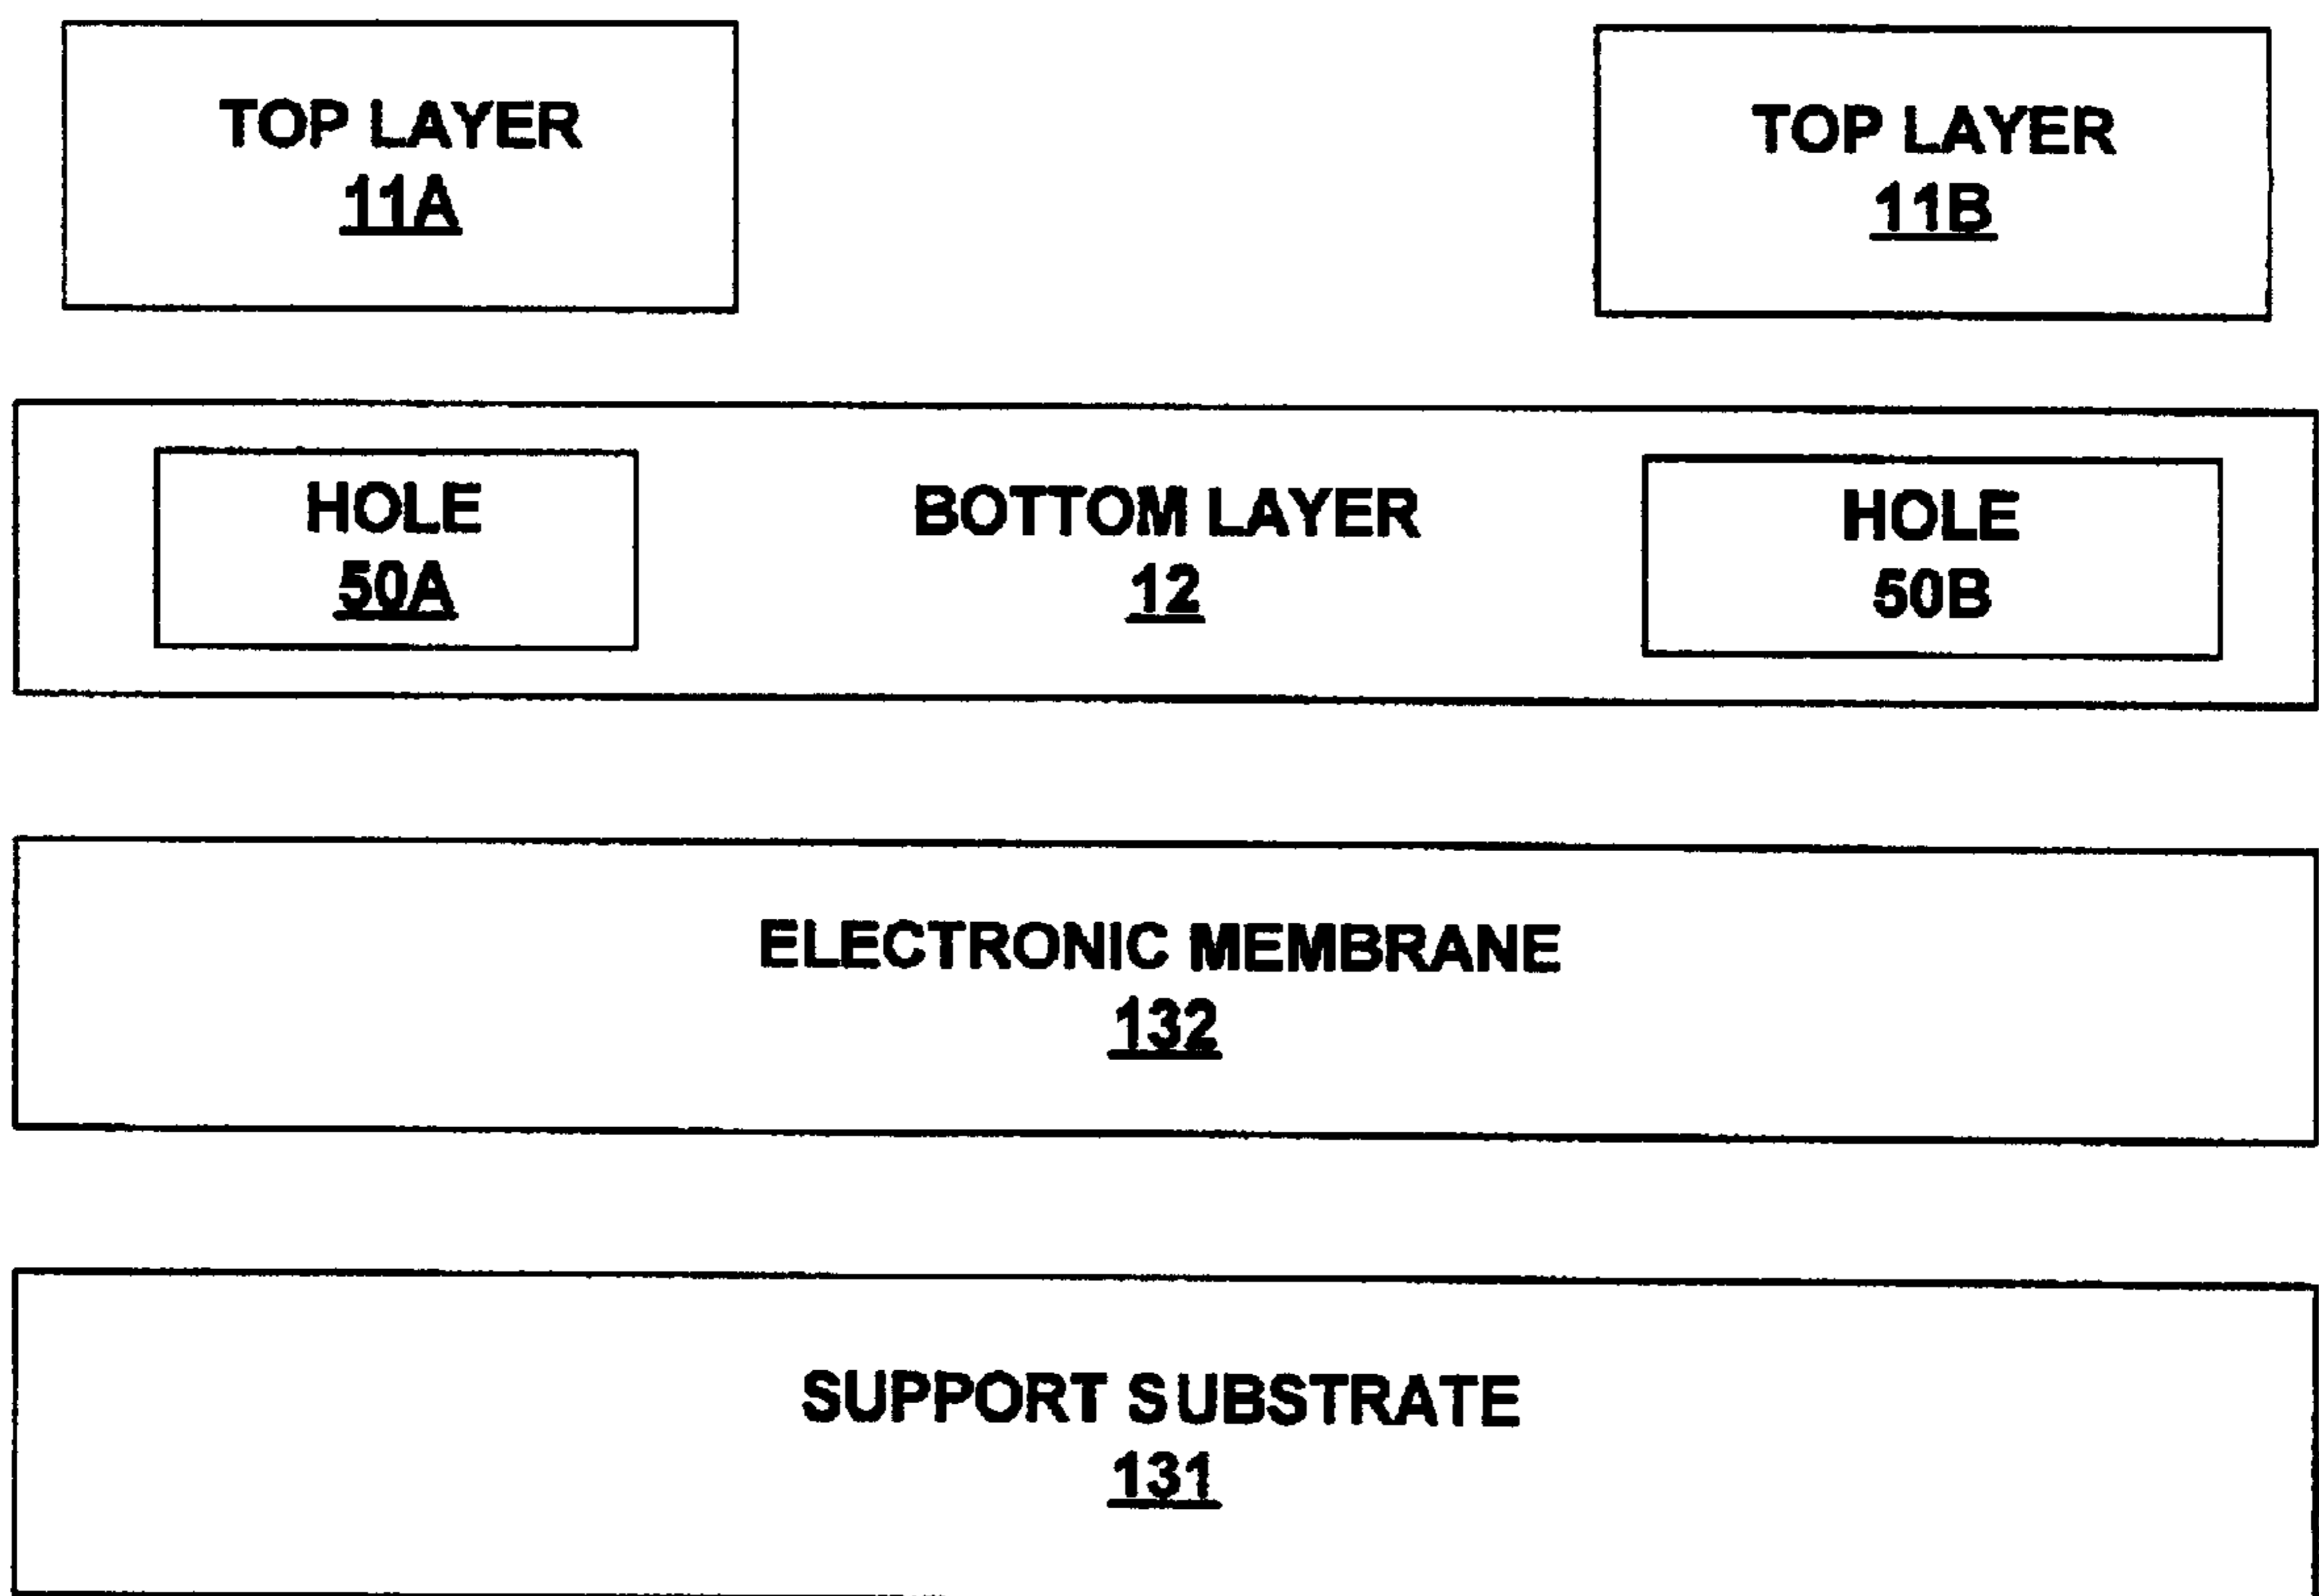 TOP LAYER
11A
TOP LAYER
11B
HOLE
50A
BOTTOM LAYER
12
HOLE
50B
ELECTRONIC MEMBRANE
132
SUPPORT SUBSTRATE
131